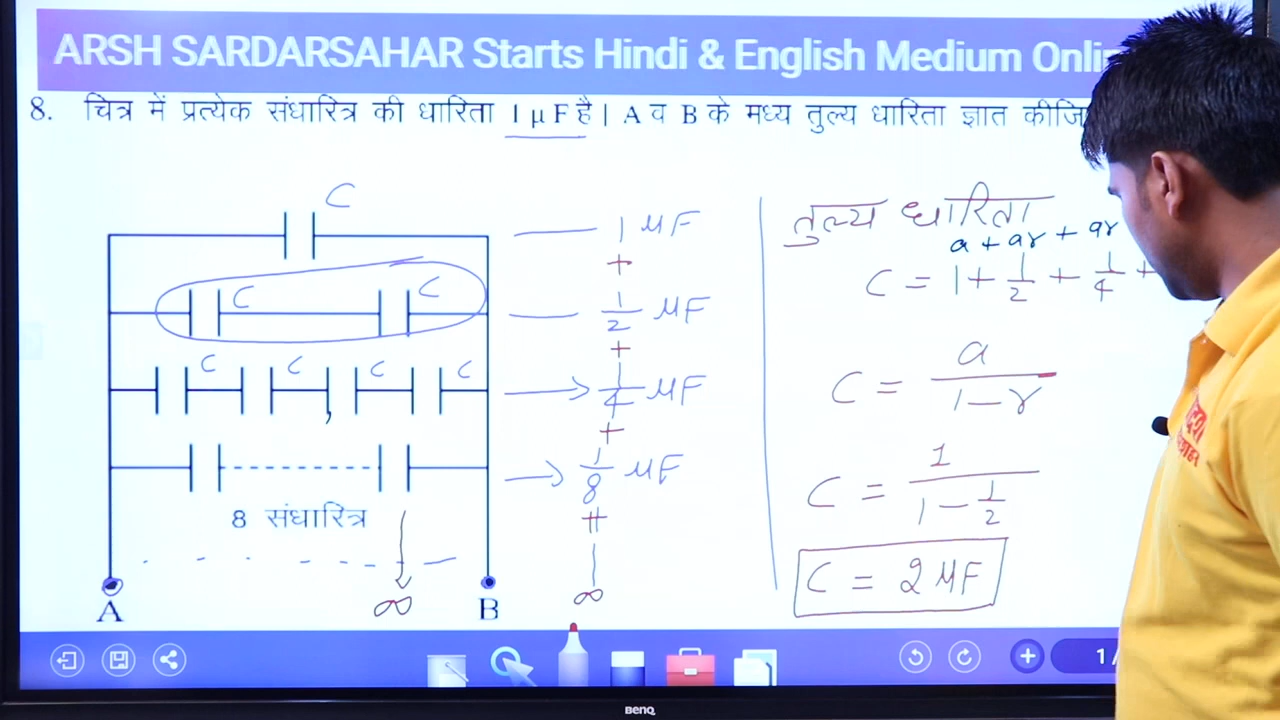 ARSH SARDARSAHAR Starts Hindi & English Medium Onli
8. चित्र में प्रत्येक संधारित्र की धारिता 1 μF है। A व B के मध्य तुल्य धारिता ज्ञात कीजि
C
1 μF
+
C C
1/2 μF
+
C C C C
1/4 μF
+
1/8 μF
8 संधारित्र
+
∞ ∞
A B
तुल्य धारिता
a + ar + ar
C = 1 + 1/2 + 1/4 +
C = a/(1-r)
C = 1/(1-1/2)
C = 2 μF
1/
BENQ